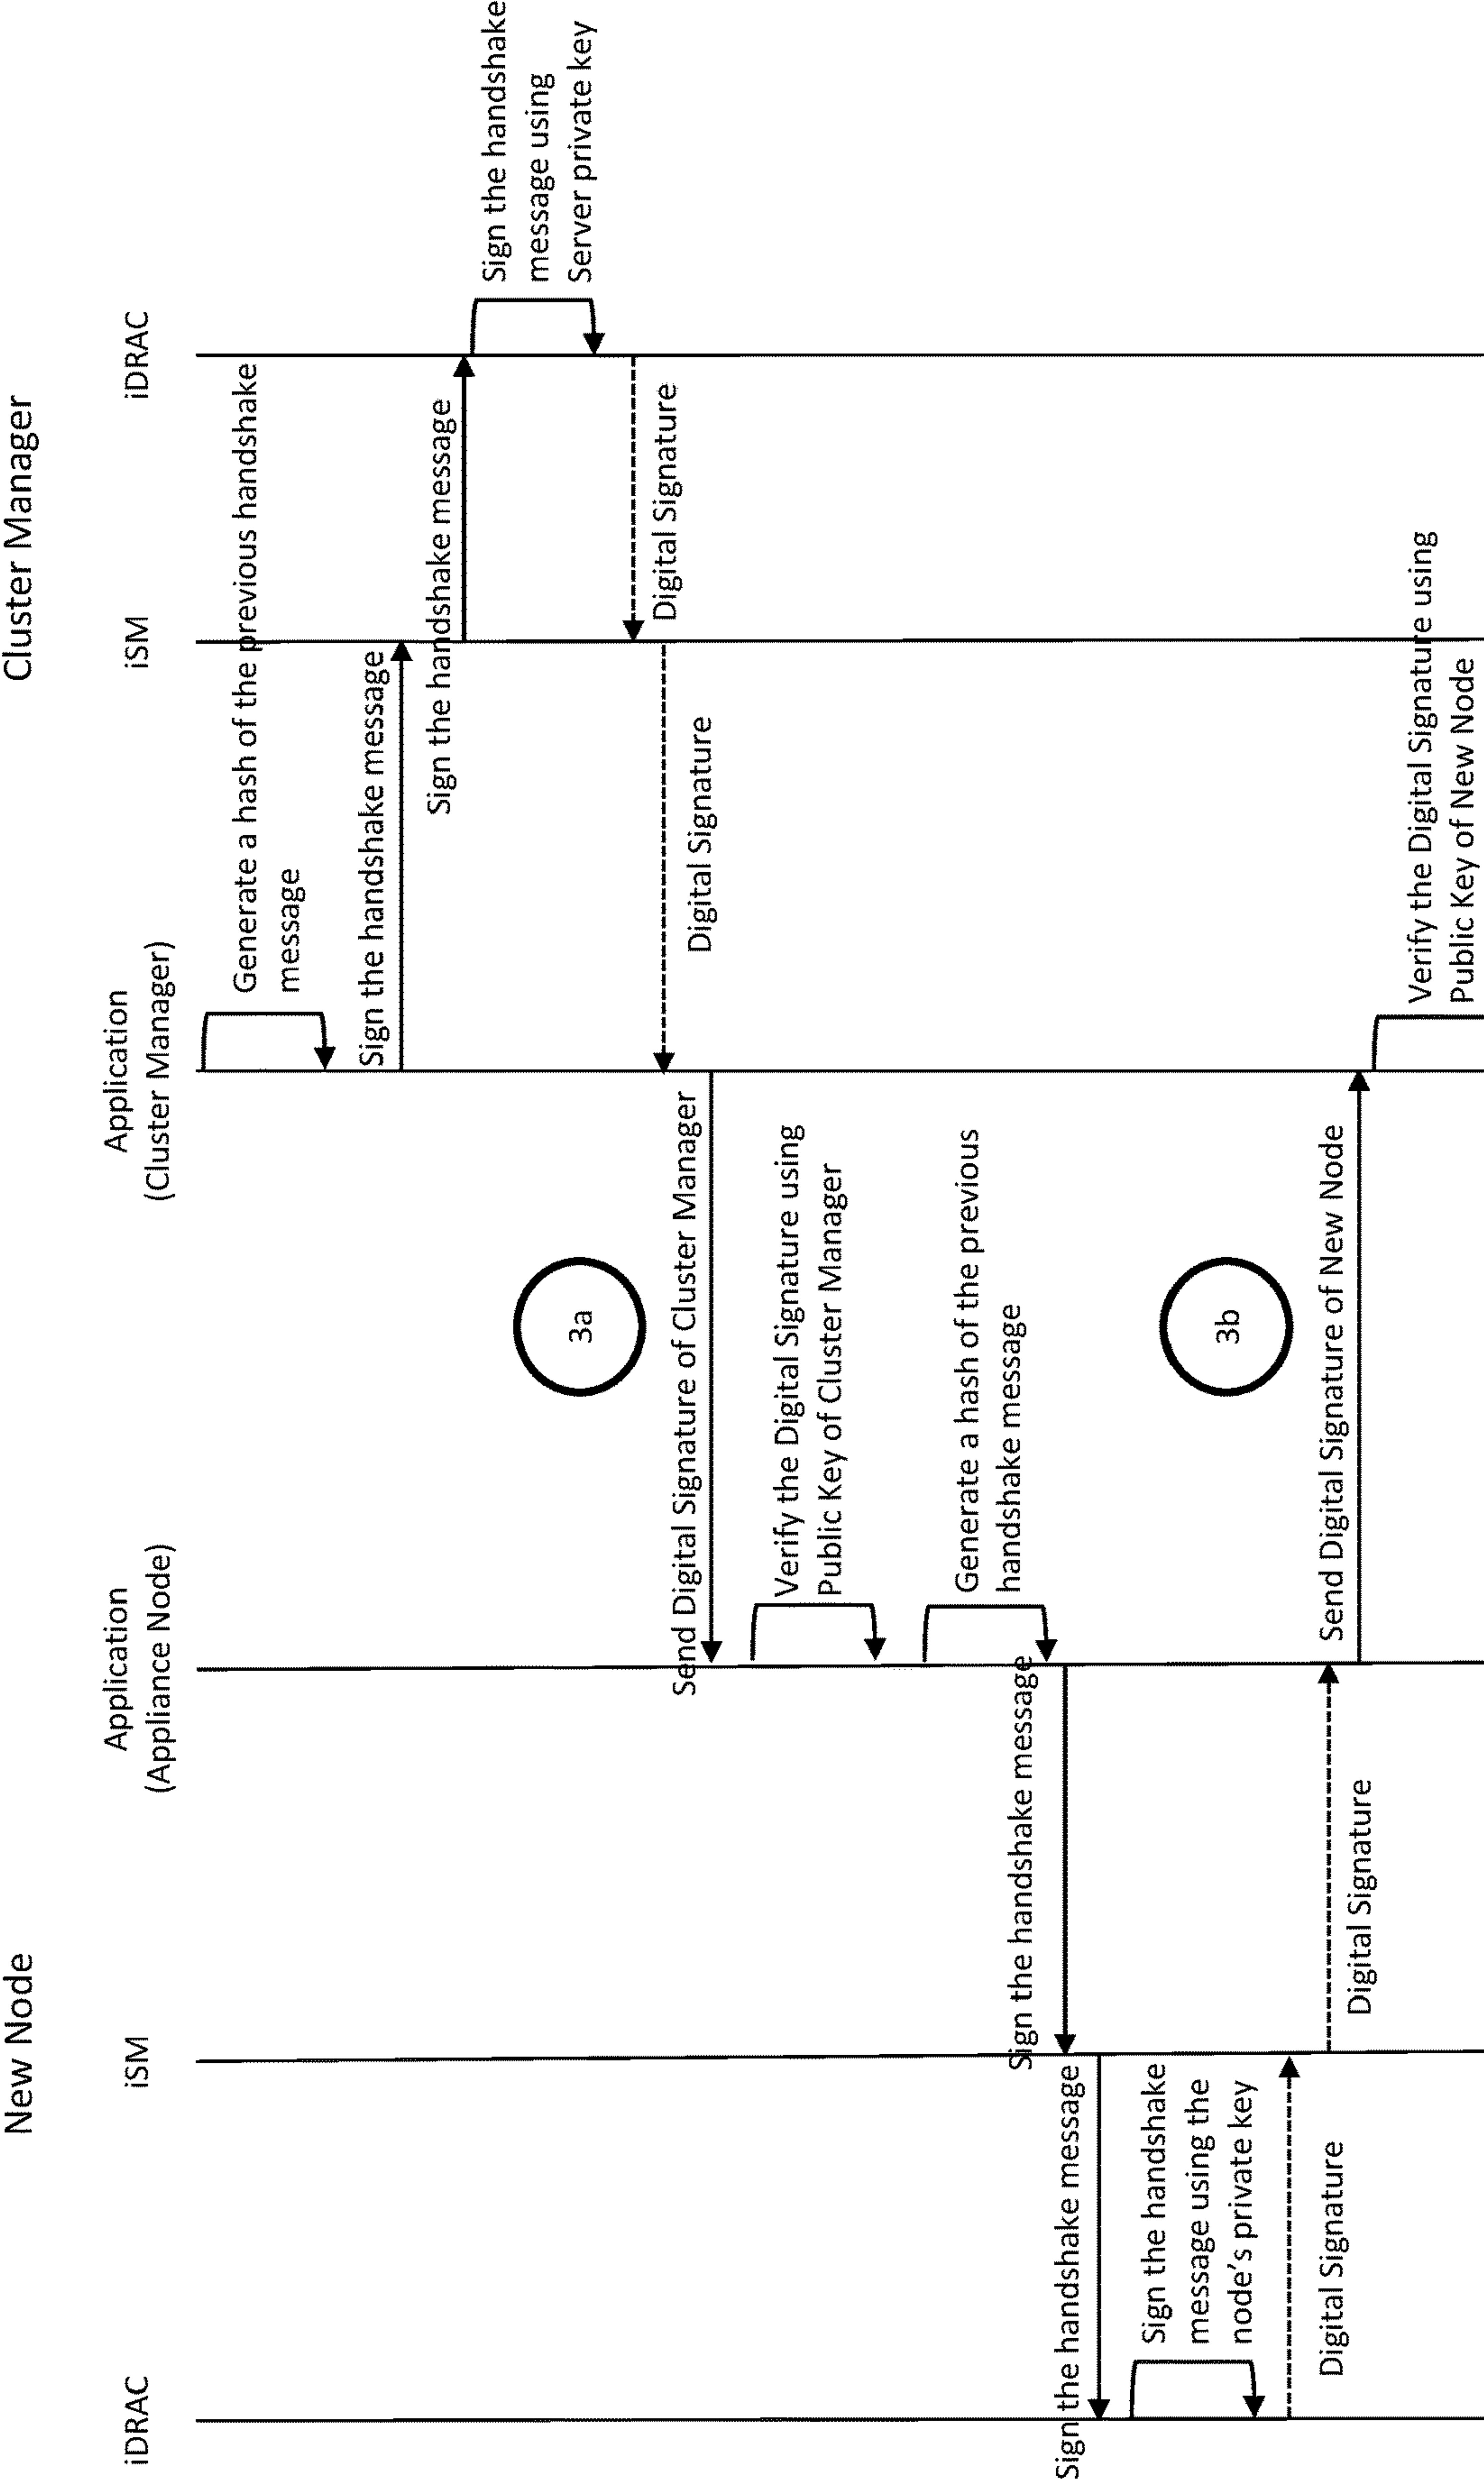 New Node
Cluster Manager
iDRAC
iSM
Application
(Appliance Node)
Application
(Cluster Manager)
iSM
iDRAC
Generate a hash of the previous handshake
message
Sign the handshake message
Sign the handshake message
Sign the handshake
message using
Server private key
3a
Digital Signature
Digital Signature
Send Digital Signature of Cluster Manager
Verify the Digital Signature using
Public Key of Cluster Manager
Generate a hash of the previous
handshake message
Sign the handshake message
Sign the handshake message
Sign the handshake
message using the
node's private key
3b
Digital Signature
Digital Signature
Send Digital Signature of New Node
Verify the Digital Signature using
Public Key of New Node